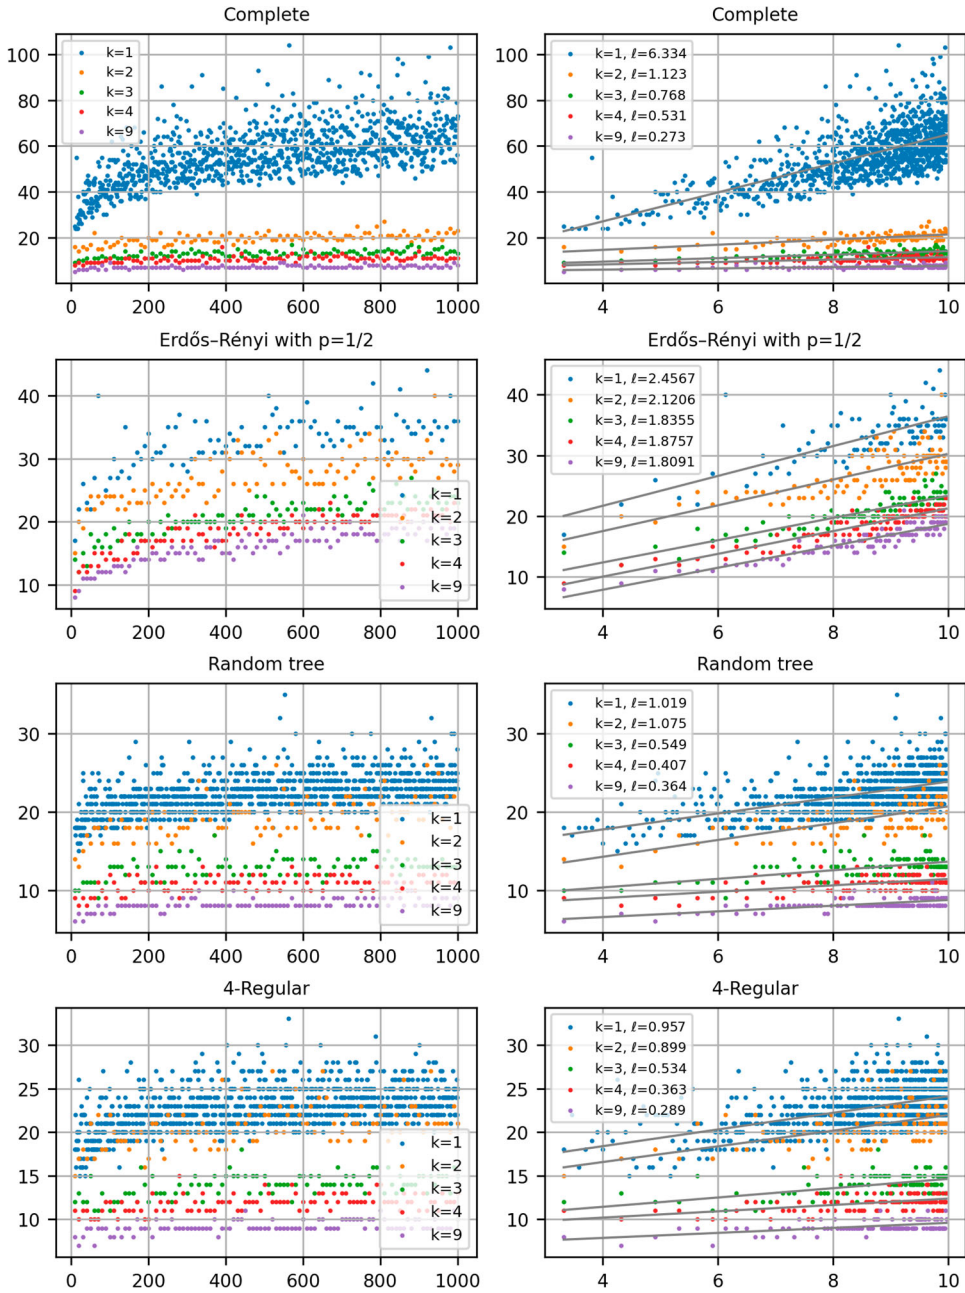 Complete
100
80
60
40
20
0
200
400
600
800
1000
k=1
k=2
k=3
k=4
k=9
Complete
100
80
60
40
20
4
6
8
10
k=1, ℓ=6.334
k=2, ℓ=1.123
k=3, ℓ=0.768
k=4, ℓ=0.531
k=9, ℓ=0.273
Erdős–Rényi with p=1/2
40
30
20
10
0
200
400
600
800
1000
k=1
k=2
k=3
k=4
k=9
Erdős–Rényi with p=1/2
40
30
20
10
4
6
8
10
k=1, ℓ=2.4567
k=2, ℓ=2.1206
k=3, ℓ=1.8355
k=4, ℓ=1.8757
k=9, ℓ=1.8091
Random tree
30
20
10
0
200
400
600
800
1000
k=1
k=2
k=3
k=4
k=9
Random tree
30
20
10
4
6
8
10
k=1, ℓ=1.019
k=2, ℓ=1.075
k=3, ℓ=0.549
k=4, ℓ=0.407
k=9, ℓ=0.364
4-Regular
30
25
20
15
10
0
200
400
600
800
1000
k=1
k=2
k=3
k=4
k=9
4-Regular
30
25
20
15
10
4
6
8
10
k=1, ℓ=0.957
k=2, ℓ=0.899
k=3, ℓ=0.534
k=4, ℓ=0.363
k=9, ℓ=0.289